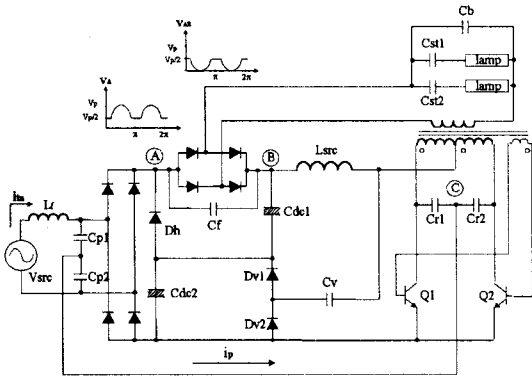 VAB
Vp
Vp/2
π 2π
VA
Vp
Vp/2
π 2π
Cb
Cst1 lamp
Cst2 lamp
A
B
Lsrc
C
Cr1 Cr2
Cf
Lf
Cp1
Cp2
Vsrc
Dh
Cdc1
Cdc2
Dv1
Dv2
Cv
Q1 Q2
ip